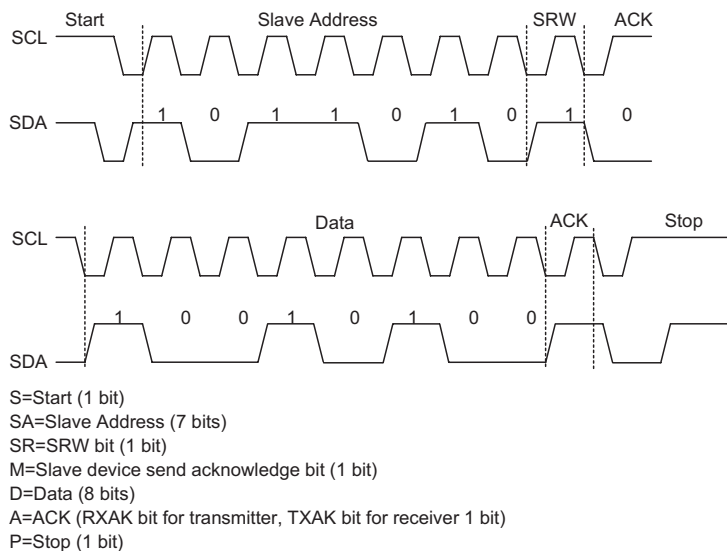 Start Slave Address SRW ACK
SCL
1 0 1 1 0 1 0 1 0
SDA
Data ACK Stop
SCL
1 0 0 1 0 1 0 0
SDA
S=Start (1 bit)
SA=Slave Address (7 bits)
SR=SRW bit (1 bit)
M=Slave device send acknowledge bit (1 bit)
D=Data (8 bits)
A=ACK (RXAK bit for transmitter, TXAK bit for receiver 1 bit)
P=Stop (1 bit)